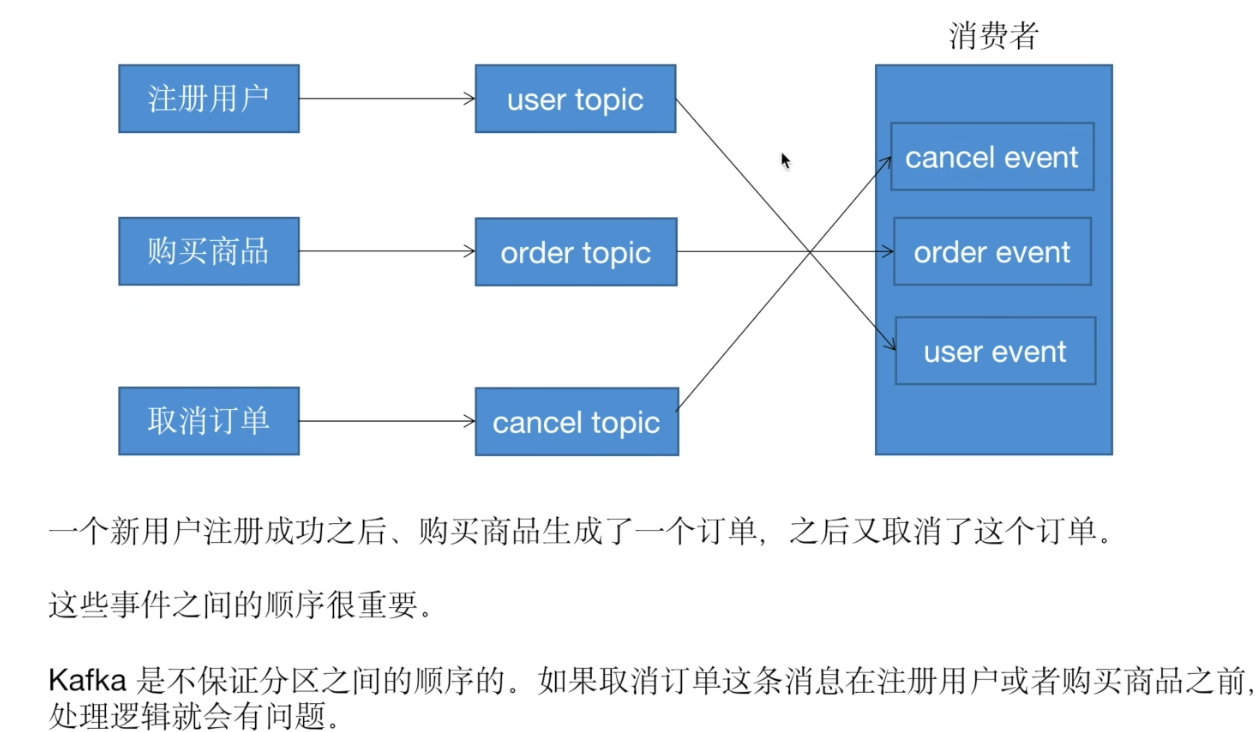 消费者
注册用户
user topic
cancel event
购买商品
order topic
order event
user event
取消订单
cancel topic
一个新用户注册成功之后、购买商品生成了一个订单，之后又取消了这个订单。
这些事件之间的顺序很重要。
Kafka 是不保证分区之间的顺序的。如果取消订单这条消息在注册用户或者购买商品之前，
处理逻辑就会有问题。